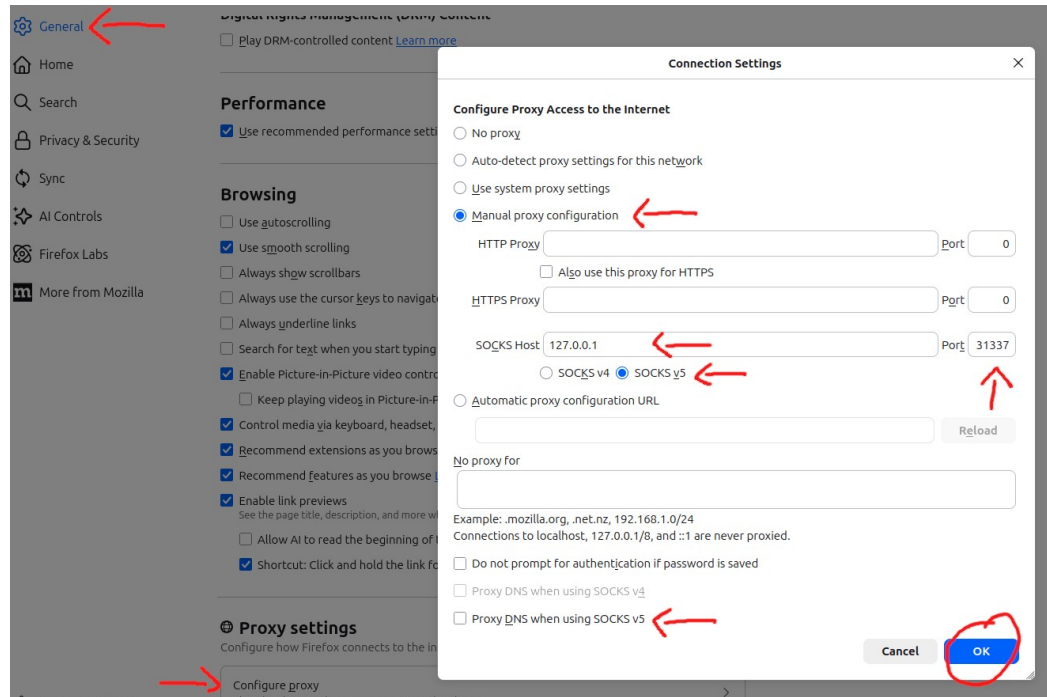 General
Home
Search
Privacy & Security
Sync
AI Controls
Firefox Labs
More from Mozilla
Digital Rights Management (DRM) Content
Play DRM-controlled content Learn more
Performance
Use recommended performance setti
Browsing
Use autoscrolling
Use smooth scrolling
Always show scrollbars
Always use the cursor keys to navigat
Always underline links
Search for text when you start typing
Enable Picture-in-Picture video contro
Keep playing videos in Picture-in-P
Control media via keyboard, headset,
Recommend extensions as you brows
Recommend features as you browse
Enable link previews
See the page title, description, and more w
Allow AI to read the beginning of
Shortcut: Click and hold the link fo
Proxy settings
Configure how Firefox connects to the in
Configure proxy
Connection Settings
Configure Proxy Access to the Internet
No proxy
Auto-detect proxy settings for this network
Use system proxy settings
Manual proxy configuration
HTTP Proxy Port 0
Also use this proxy for HTTPS
HTTPS Proxy Port 0
SOCKS Host 127.0.0.1 Port 31337
SOCKS v4 SOCKS v5
Automatic proxy configuration URL
Reload
No proxy for
Example: .mozilla.org, .net.nz, 192.168.1.0/24
Connections to localhost, 127.0.0.1/8, and ::1 are never proxied.
Do not prompt for authentication if password is saved
Proxy DNS when using SOCKS v4
Proxy DNS when using SOCKS v5
Cancel OK